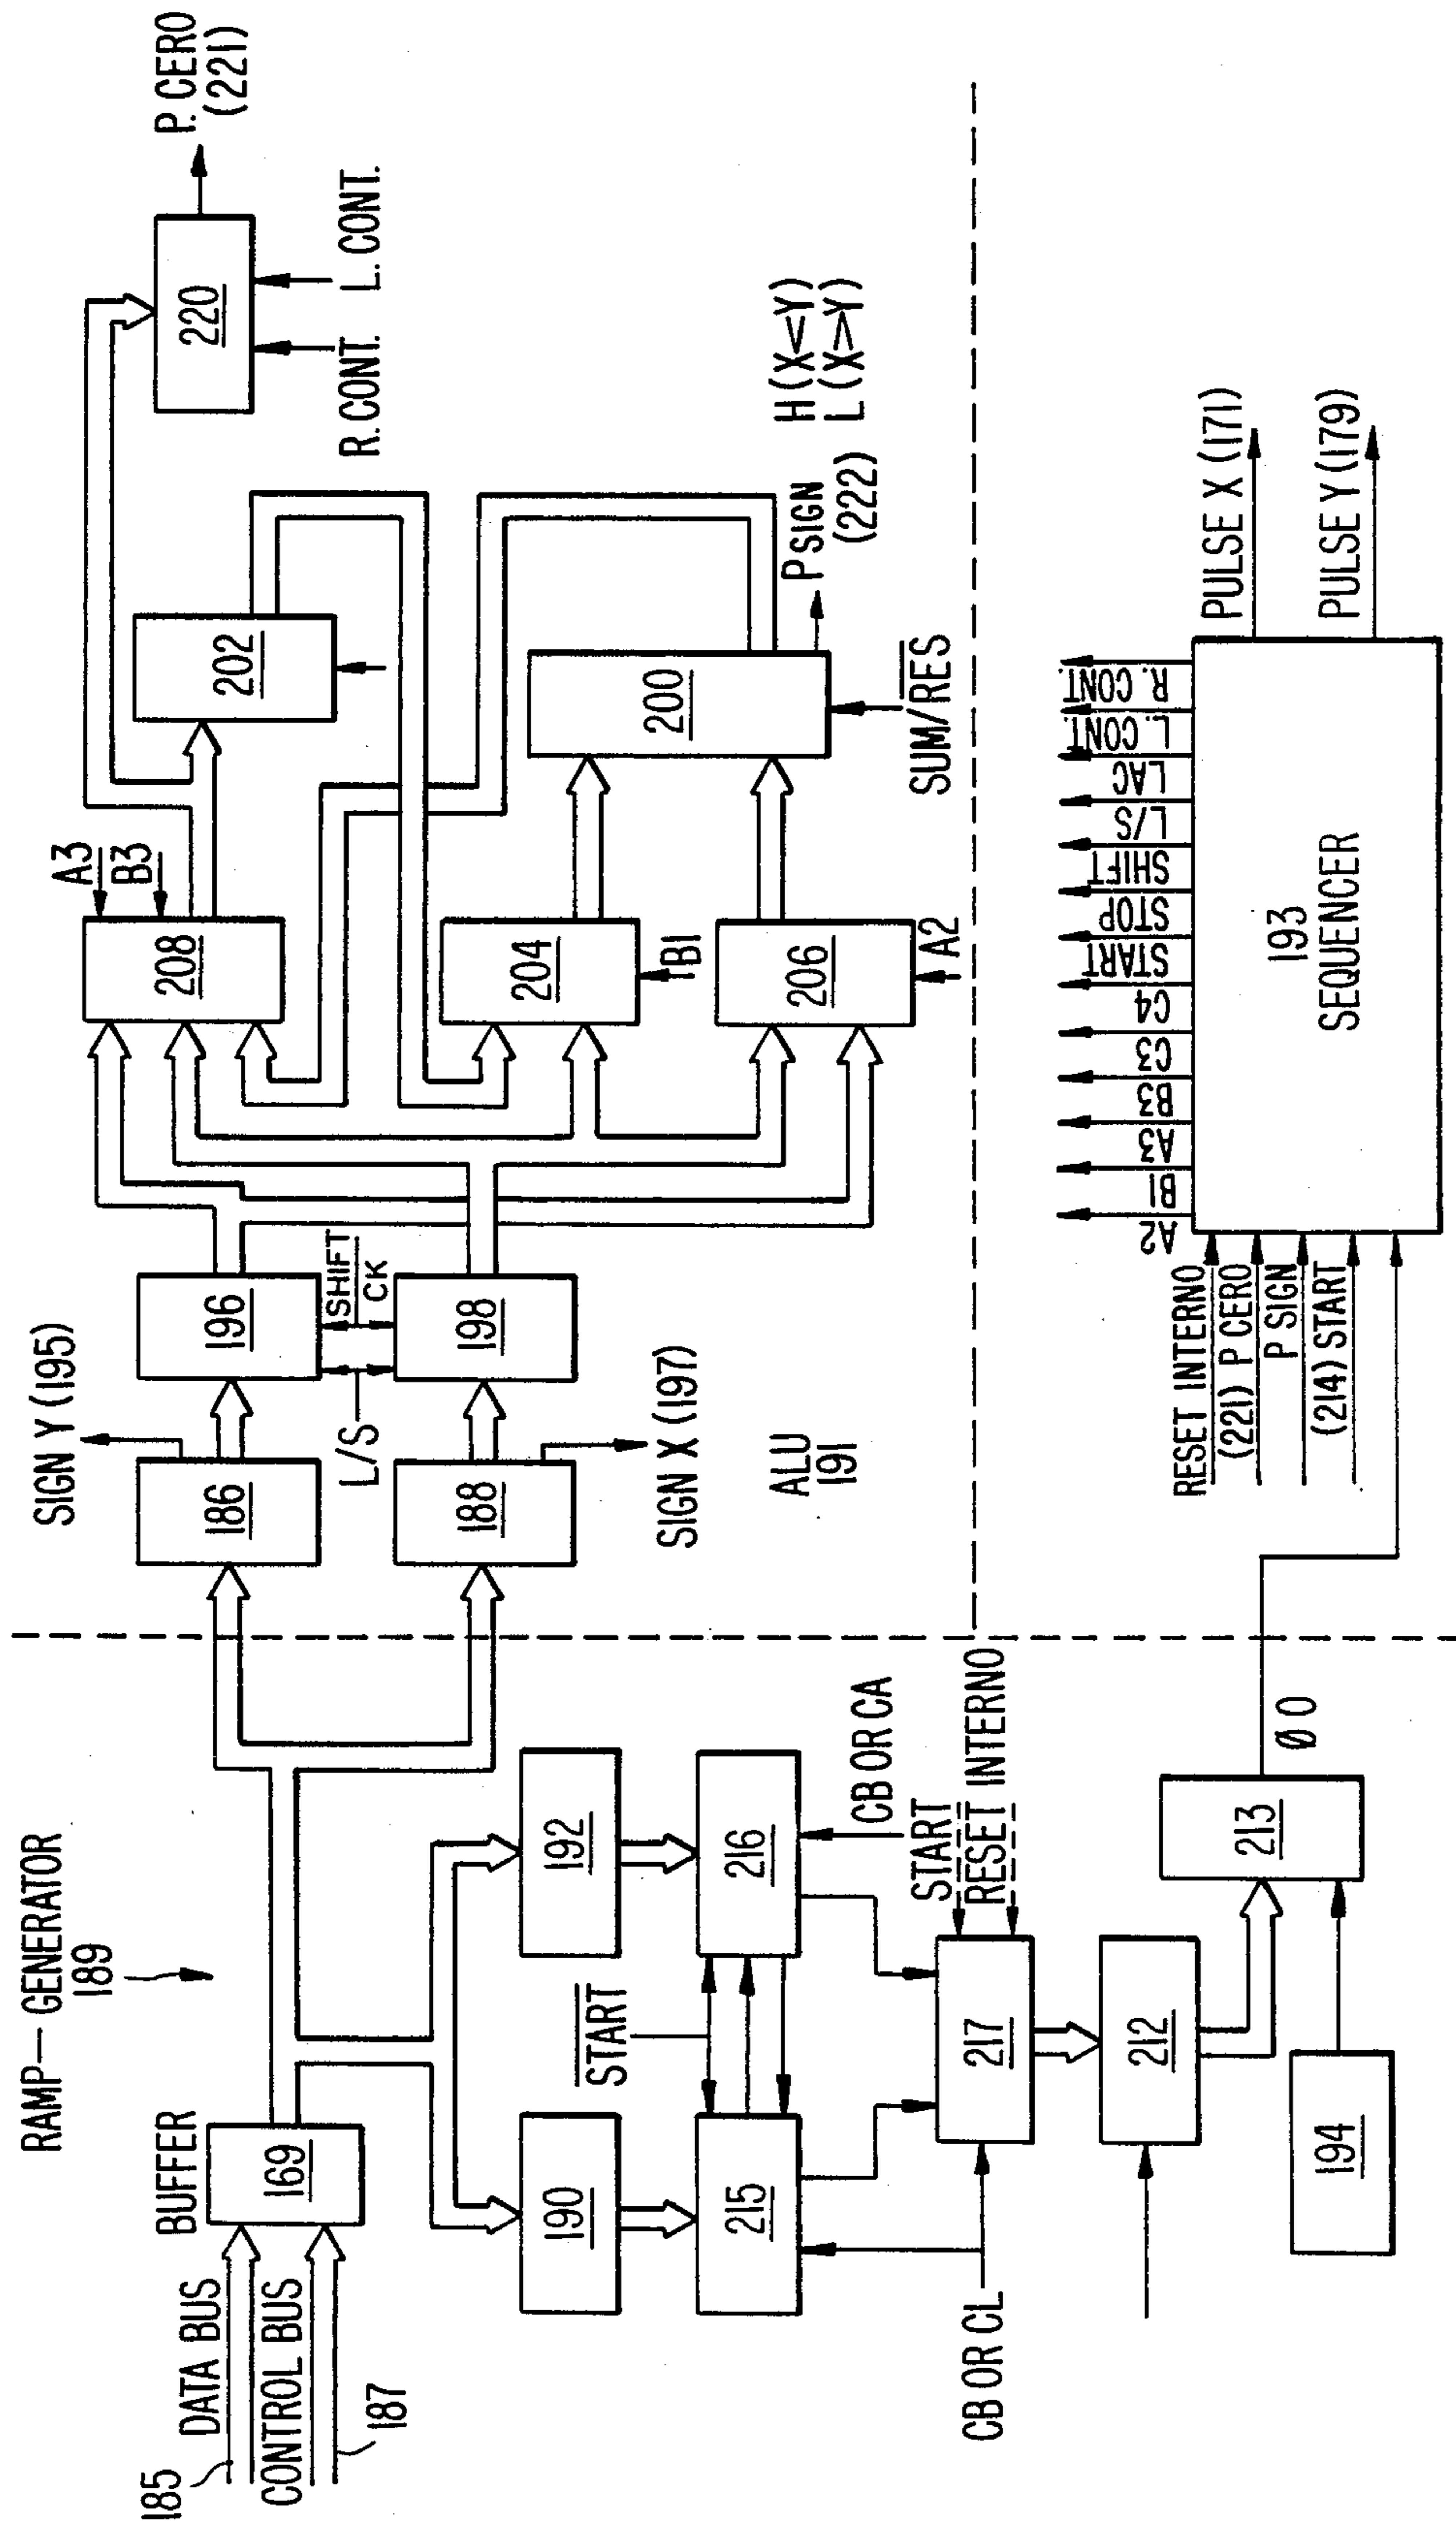 RAMP—GENERATOR
189
BUFFER
169
DATA BUS
185
CONTROL BUS
187
190
192
215
216
START
CB OR CA
START
RESET INTERNO
217
CB OR CL
212
213
194
Ø 0
SIGN Y (195)
186
196
L/S
SHIFT
CK
188
198
SIGN X (197)
ALU
191
A3
B3
208
204
B1
206
A2
202
200
SUM/RES
P SIGN
(222)
H (X<Y)
L (X>Y)
220
R. CONT.
L. CONT.
P. CERO
(221)
RESET INTERNO
(221) P CERO
P SIGN
(214) START
A2
B1
A3
B3
C3
C4
START
STOP
SHIFT
L/S
LAC
L. CONT.
R. CONT.
193
SEQUENCER
PULSE X (171)
PULSE Y (179)